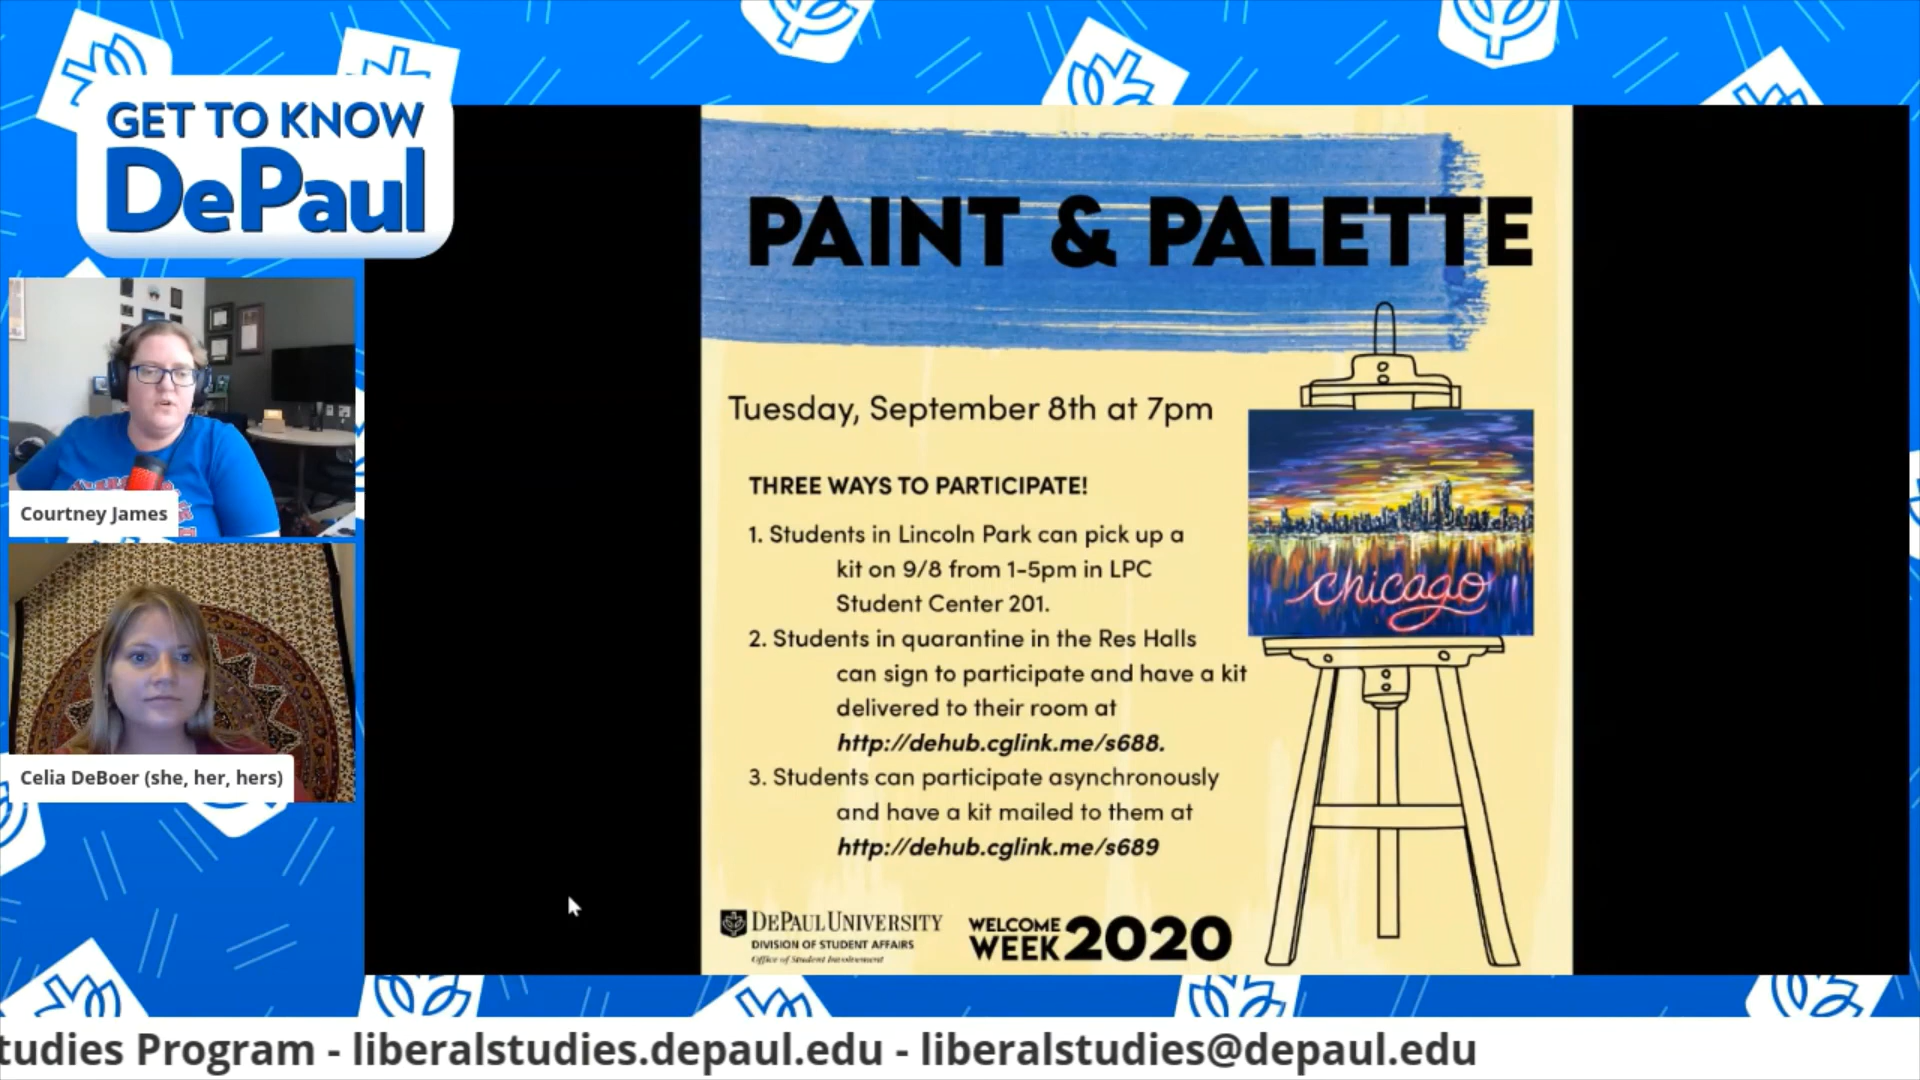 GET TO KNOW
DePaul
PAINT & PALETTE
Tuesday, September 8th at 7pm
THREE WAYS TO PARTICIPATE!
1. Students in Lincoln Park can pick up a
kit on 9/8 from 1-5pm in LPC
Student Center 201.
2. Students in quarantine in the Res Halls
can sign to participate and have a kit
delivered to their room at
http://dehub.cglink.me/s688.
3. Students can participate asynchronously
and have a kit mailed to them at
http://dehub.cglink.me/s689
chicago
DEPAUL UNIVERSITY
DIVISION OF STUDENT AFFAIRS
Office of Student Involvement
WELCOME
WEEK 2020
Courtney James
Celia DeBoer (she, her, hers)
tudies Program - liberalstudies.depaul.edu - liberalstudies@depaul.edu